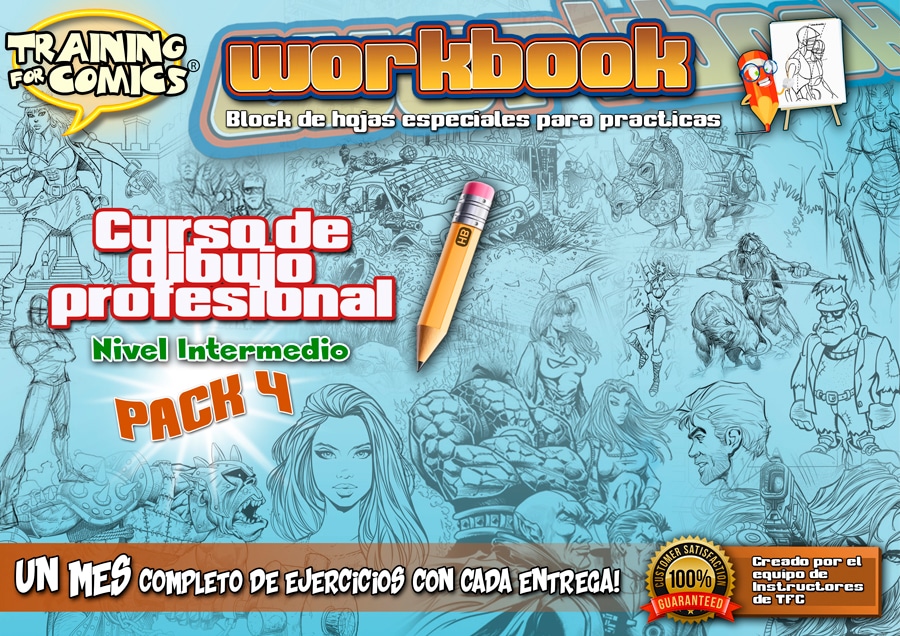 TRAINING
FOR COMICS®
workbook
Block de hojas especiales para practicas
Curso de
dibujo
profesional
Nivel Intermedio
PACK 4
HB
UN MES COMPLETO DE EJERCICIOS CON CADA ENTREGA!
CUSTOMER SATISFACTION
100%
GUARANTEED
Creado por el
equipo de
Instructores
de TFC